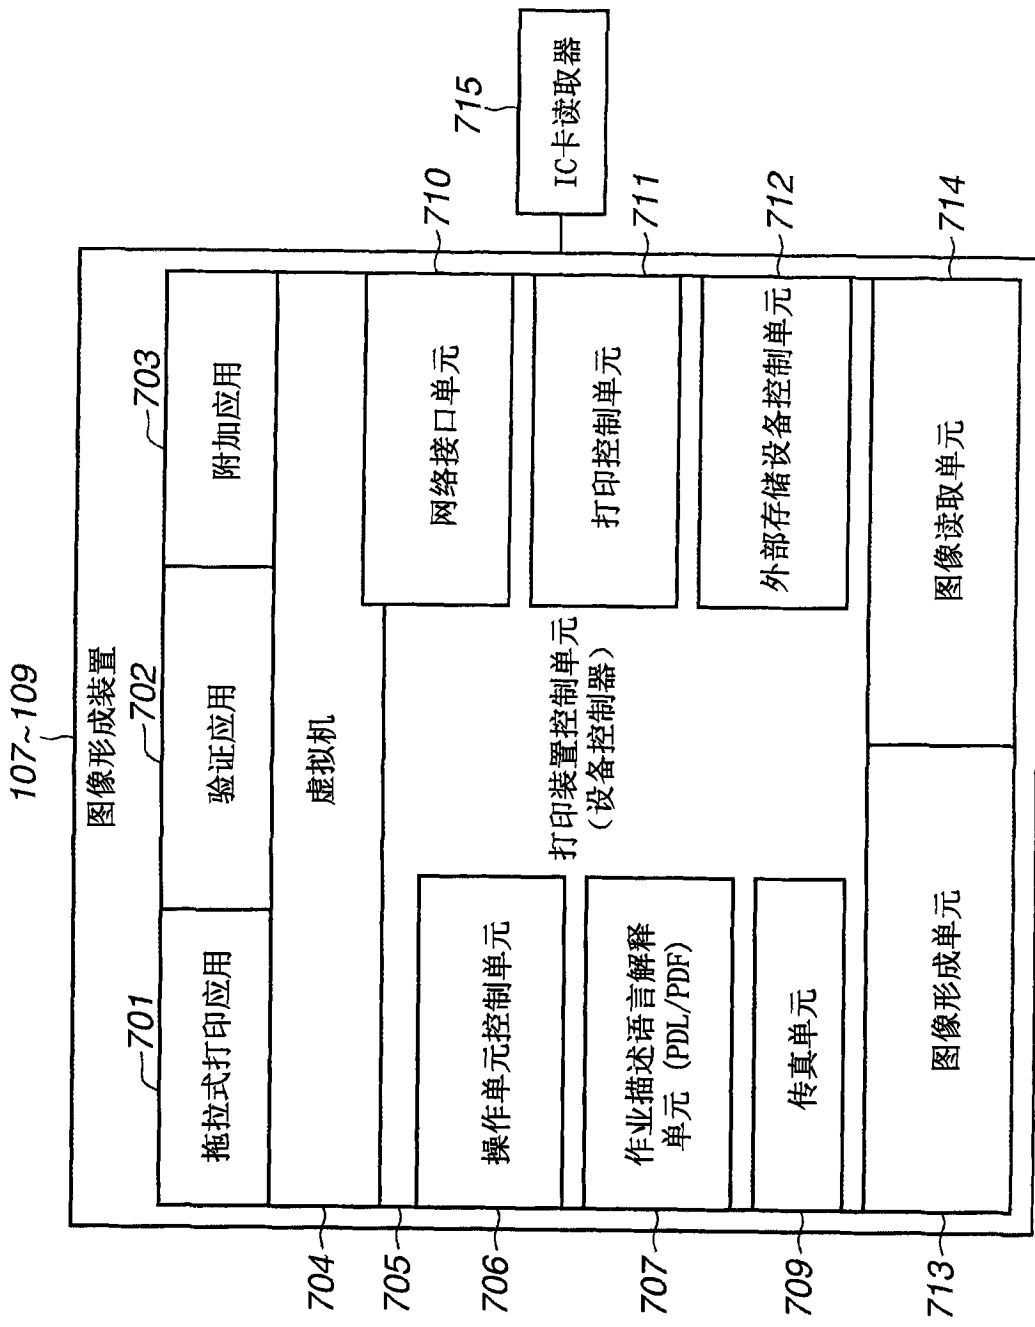 107~109
图像形成装置
701
702
703
拖拉式打印应用
验证应用
附加应用
715
IC卡读取器
704
虚拟机
705
710
网络接口单元
706
操作单元控制单元
打印装置控制单元
（设备控制器）
711
打印控制单元
707
作业描述语言解释
单元 (PDL/PDF)
712
外部存储设备控制单元
709
传真单元
713
图像形成单元
714
图像读取单元